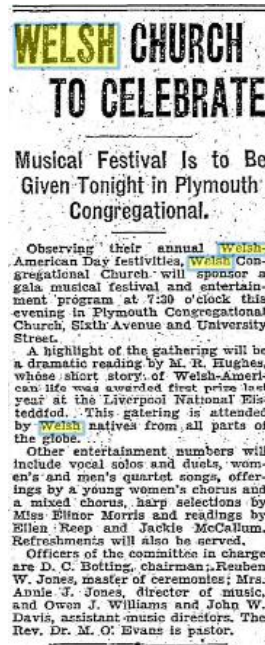 WELSH CHURCH
TO CELEBRATE
Musical Festival Is to Be
Given Tonight in Plymouth
Congregational.
Observing their annual Welsh-
American Day festivities, Welsh Con-
gregational Church will sponsor a
gala musical festival and entertain-
ment program at 7:30 o'clock this
evening in Plymouth Congregational
Church, Sixth Avenue and University
Street.
A highlight of the gathering will be
a dramatic reading by M. R. Hughes,
whose short story of Welsh-Ameri-
can life was awarded first prize last
year at the Liverpool National Eis-
teddfod. This gatering is attended
by Welsh natives from all parts of
the globe.
Other entertainment numbers will
include vocal solos and duets, wom-
en's and men's quartet songs, offer-
ings by a young women's chorus and
a mixed chorus, harp selections by
Miss Elinor Morris and readings by
Ellen Reep and Jackie McCallum.
Refreshments will also be served.
Officers of the committee in charge
are D. C. Botting, chairman; Reuben
W. Jones, master of ceremonies; Mrs.
Annie J. Jones, director of music,
and Owen J. Williams and John W.
Davis, assistant music directors. The
Rev. Dr. M. O. Evans is pastor.